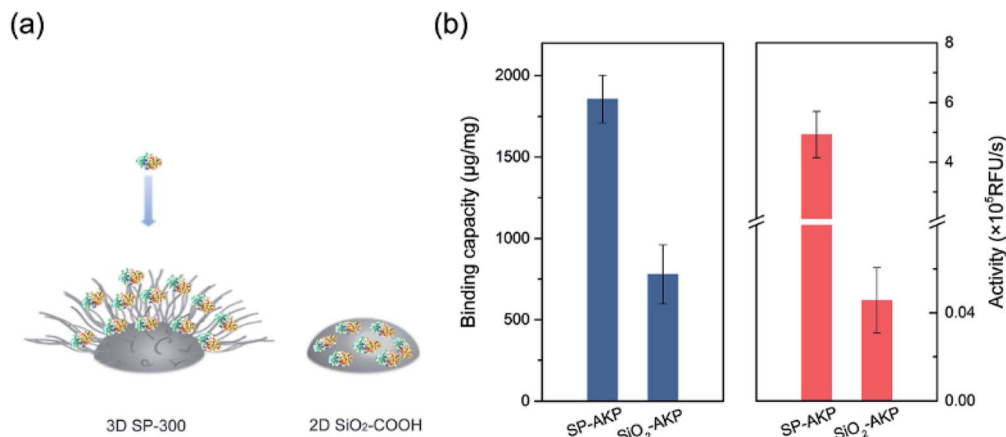 (a)
3D SP-300
2D SiO₂-COOH
(b)
Binding capacity (µg/mg)
2000
1500
1000
500
0
SP-AKP
SiO₂-AKP
8
6
4
0.04
0.00
Activity (×10⁵RFU/s)
SP-AKP
SiO₂-AKP